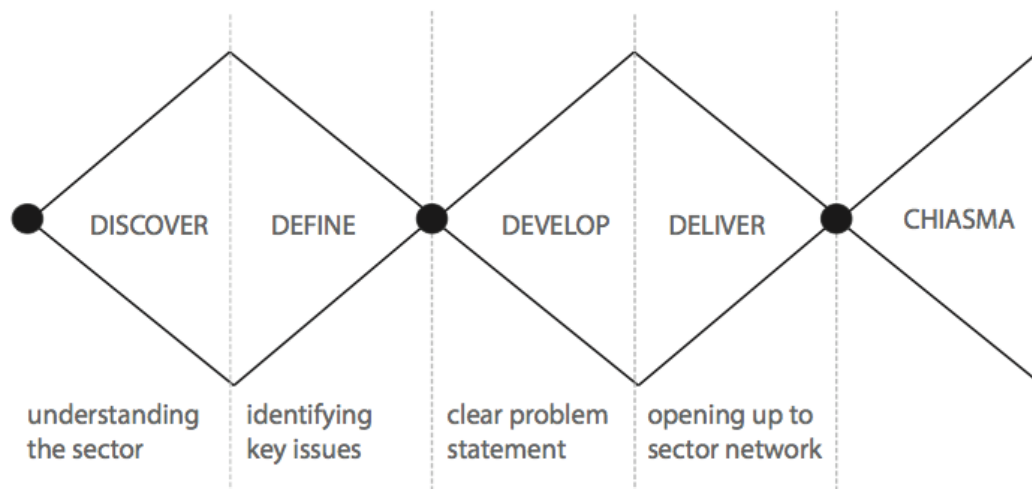 DISCOVER
DEFINE
DEVELOP
DELIVER
CHIASMA
understanding
the sector
identifying
key issues
clear problem
statement
opening up to
sector network